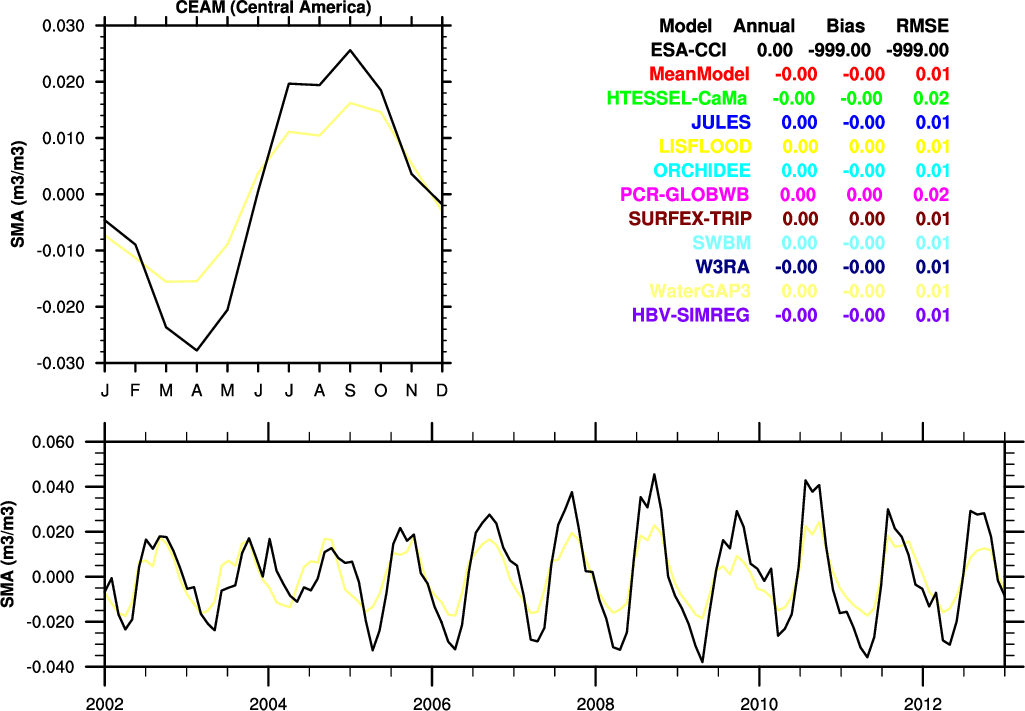 CEAM (Central America)
0.030
0.020
0.010
0.000
-0.010
-0.020
-0.030
SMA (m3/m3)
J F M A M J J A S O N D
Model Annual Bias RMSE
ESA-CCI 0.00 -999.00 -999.00
MeanModel -0.00 -0.00 0.01
HTESSEL-CaMa -0.00 -0.00 0.02
JULES 0.00 -0.00 0.01
LISFLOOD 0.00 0.00 0.01
ORCHIDEE 0.00 -0.00 0.01
PCR-GLOBWB 0.00 0.00 0.02
SURFEX-TRIP 0.00 0.00 0.01
SWBM 0.00 -0.00 0.01
W3RA -0.00 -0.00 0.01
WaterGAP3 0.00 -0.00 0.01
HBV-SIMREG -0.00 -0.00 0.01
0.060
0.040
0.020
0.000
-0.020
-0.040
SMA (m3/m3)
2002 2004 2006 2008 2010 2012